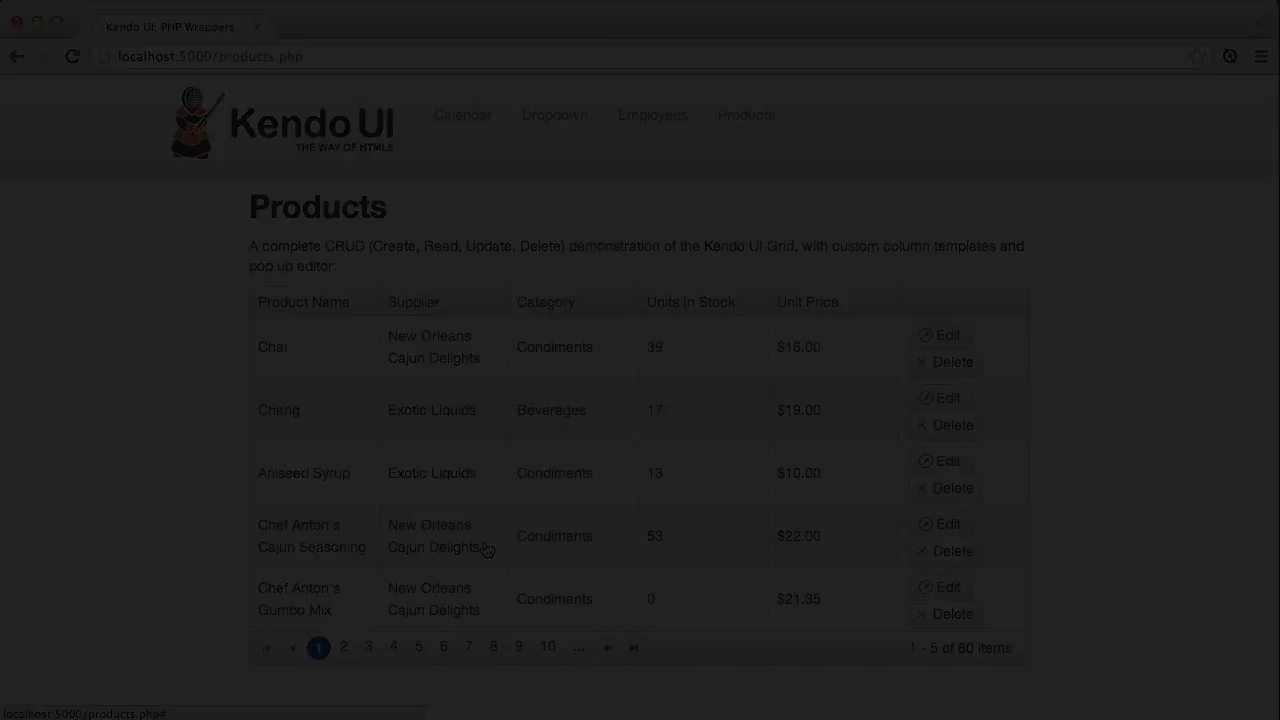 Kendo UI: PHP Wrappers
localhost:5000/products.php
Kendo UI
THE WAY OF HTML5
Calendar Dropdown Employees Products
Products
A complete CRUD (Create, Read, Update, Delete) demonstration of the Kendo UI Grid, with custom column templates and
pop up editor.
Product Name Supplier Category Units In Stock Unit Price
Chai New Orleans Cajun Delights Condiments 39 $16.00 Edit Delete
Chang Exotic Liquids Beverages 17 $19.00 Edit Delete
Aniseed Syrup Exotic Liquids Condiments 13 $10.00 Edit Delete
Chef Anton's Cajun Seasoning New Orleans Cajun Delights Condiments 53 $22.00 Edit Delete
Chef Anton's Gumbo Mix New Orleans Cajun Delights Condiments 0 $21.35 Edit Delete
1 2 3 4 5 6 7 8 9 10 ... 1 - 5 of 80 items
localhost:5000/products.php#